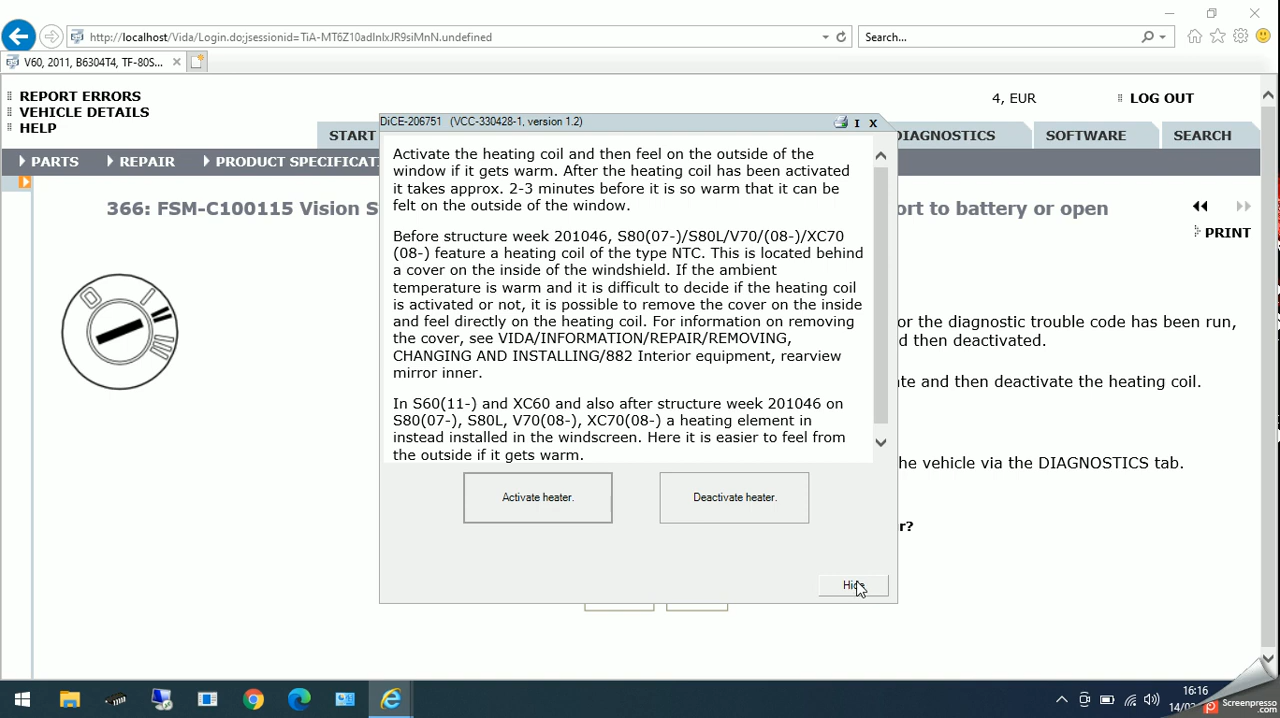 http://localhost/Vida/Login.do;jsessionid=TiA-MT6Z10adInlxJR9siMnN.undefined
Search...
V60, 2011, B6304T4, TF-80S...
REPORT ERRORS
VEHICLE DETAILS
HELP
4, EUR
LOG OUT
START
DIAGNOSTICS
SOFTWARE
SEARCH
PARTS
REPAIR
PRODUCT SPECIFICATI
366: FSM-C100115 Vision S
ort to battery or open
PRINT
or the diagnostic trouble code has been run,
d then deactivated.
ate and then deactivate the heating coil.
he vehicle via the DIAGNOSTICS tab.
r?
DiCE-206751 (VCC-330428-1, version 1.2)
Activate the heating coil and then feel on the outside of the
window if it gets warm. After the heating coil has been activated
it takes approx. 2-3 minutes before it is so warm that it can be
felt on the outside of the window.
Before structure week 201046, S80(07-)/S80L/V70/(08-)/XC70
(08-) feature a heating coil of the type NTC. This is located behind
a cover on the inside of the windshield. If the ambient
temperature is warm and it is difficult to decide if the heating coil
is activated or not, it is possible to remove the cover on the inside
and feel directly on the heating coil. For information on removing
the cover, see VIDA/INFORMATION/REPAIR/REMOVING,
CHANGING AND INSTALLING/882 Interior equipment, rearview
mirror inner.
In S60(11-) and XC60 and also after structure week 201046 on
S80(07-), S80L, V70(08-), XC70(08-) a heating element in
instead installed in the windscreen. Here it is easier to feel from
the outside if it gets warm.
Activate heater.
Deactivate heater.
Hide
16:16
14/0
Screenpresso
.com